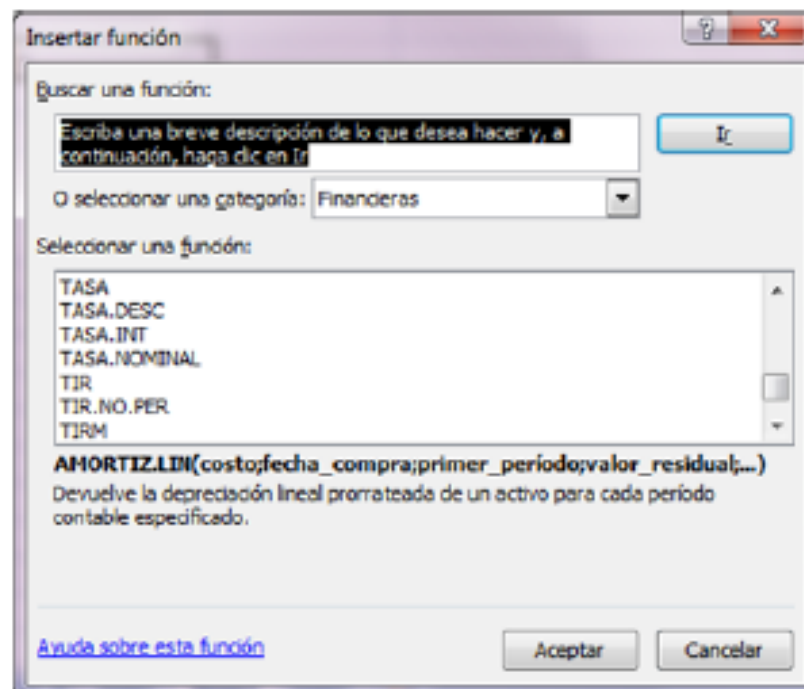 Insertar función
Buscar una función:
Escriba una breve descripción de lo que desea hacer y, a
continuación, haga clic en Ir
Ir
O seleccionar una categoría: Financieras
Seleccionar una función:
TASA
TASA.DESC
TASA.INT
TASA.NOMINAL
TIR
TIR.NO.PER
TIRM
AMORTIZ.LIN(costo;fecha_compra;primer_período;valor_residual;...)
Devuelve la depreciación lineal prorrateada de un activo para cada período
contable especificado.
Ayuda sobre esta función
Aceptar
Cancelar